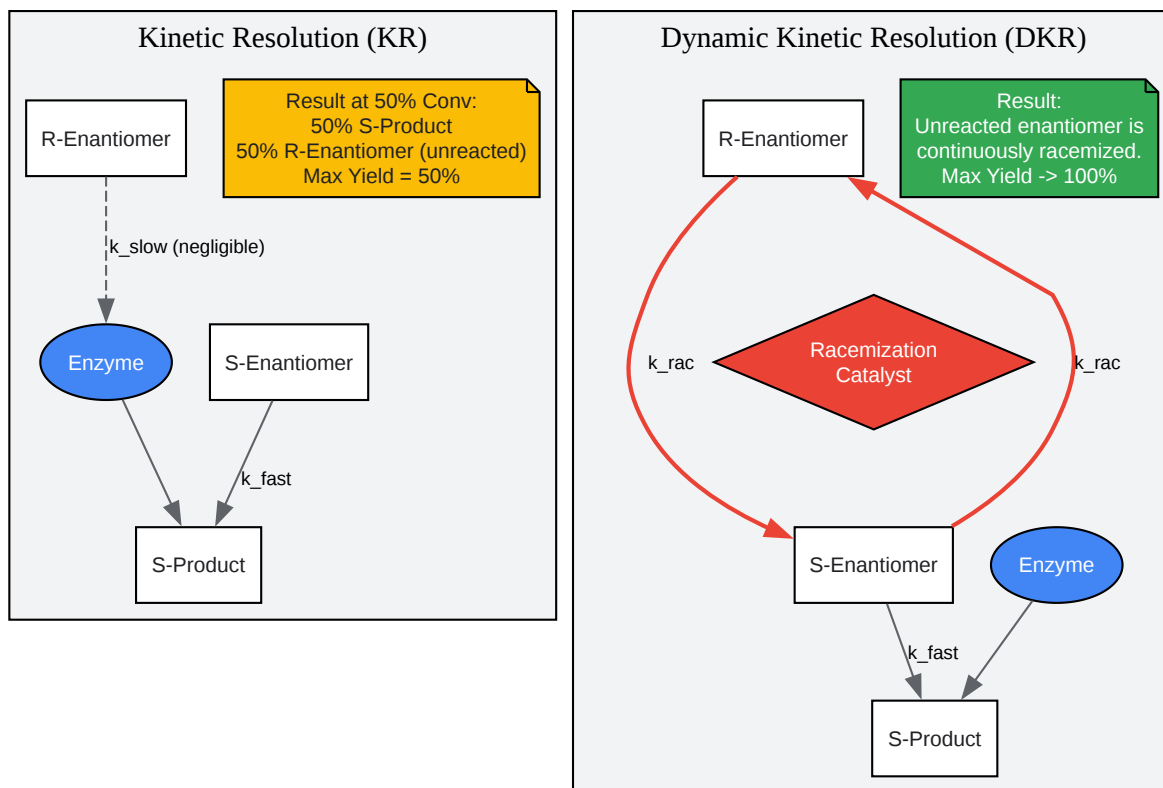 Kinetic Resolution (KR)
R-Enantiomer
Result at 50% Conv:
50% S-Product
50% R-Enantiomer (unreacted)
Max Yield = 50%
k_slow (negligible)
Enzyme
S-Enantiomer
k_fast
S-Product
Dynamic Kinetic Resolution (DKR)
R-Enantiomer
Result:
Unreacted enantiomer is
continuously racemized.
Max Yield -> 100%
k_rac
Racemization
Catalyst
k_rac
S-Enantiomer
Enzyme
k_fast
S-Product